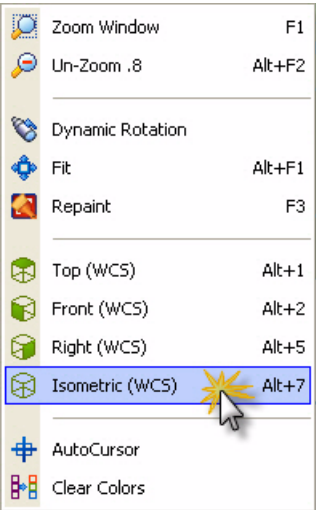 Zoom Window F1
Un-Zoom .8 Alt+F2
Dynamic Rotation
Fit Alt+F1
Repaint F3
Top (WCS) Alt+1
Front (WCS) Alt+2
Right (WCS) Alt+5
Isometric (WCS) Alt+7
AutoCursor
Clear Colors